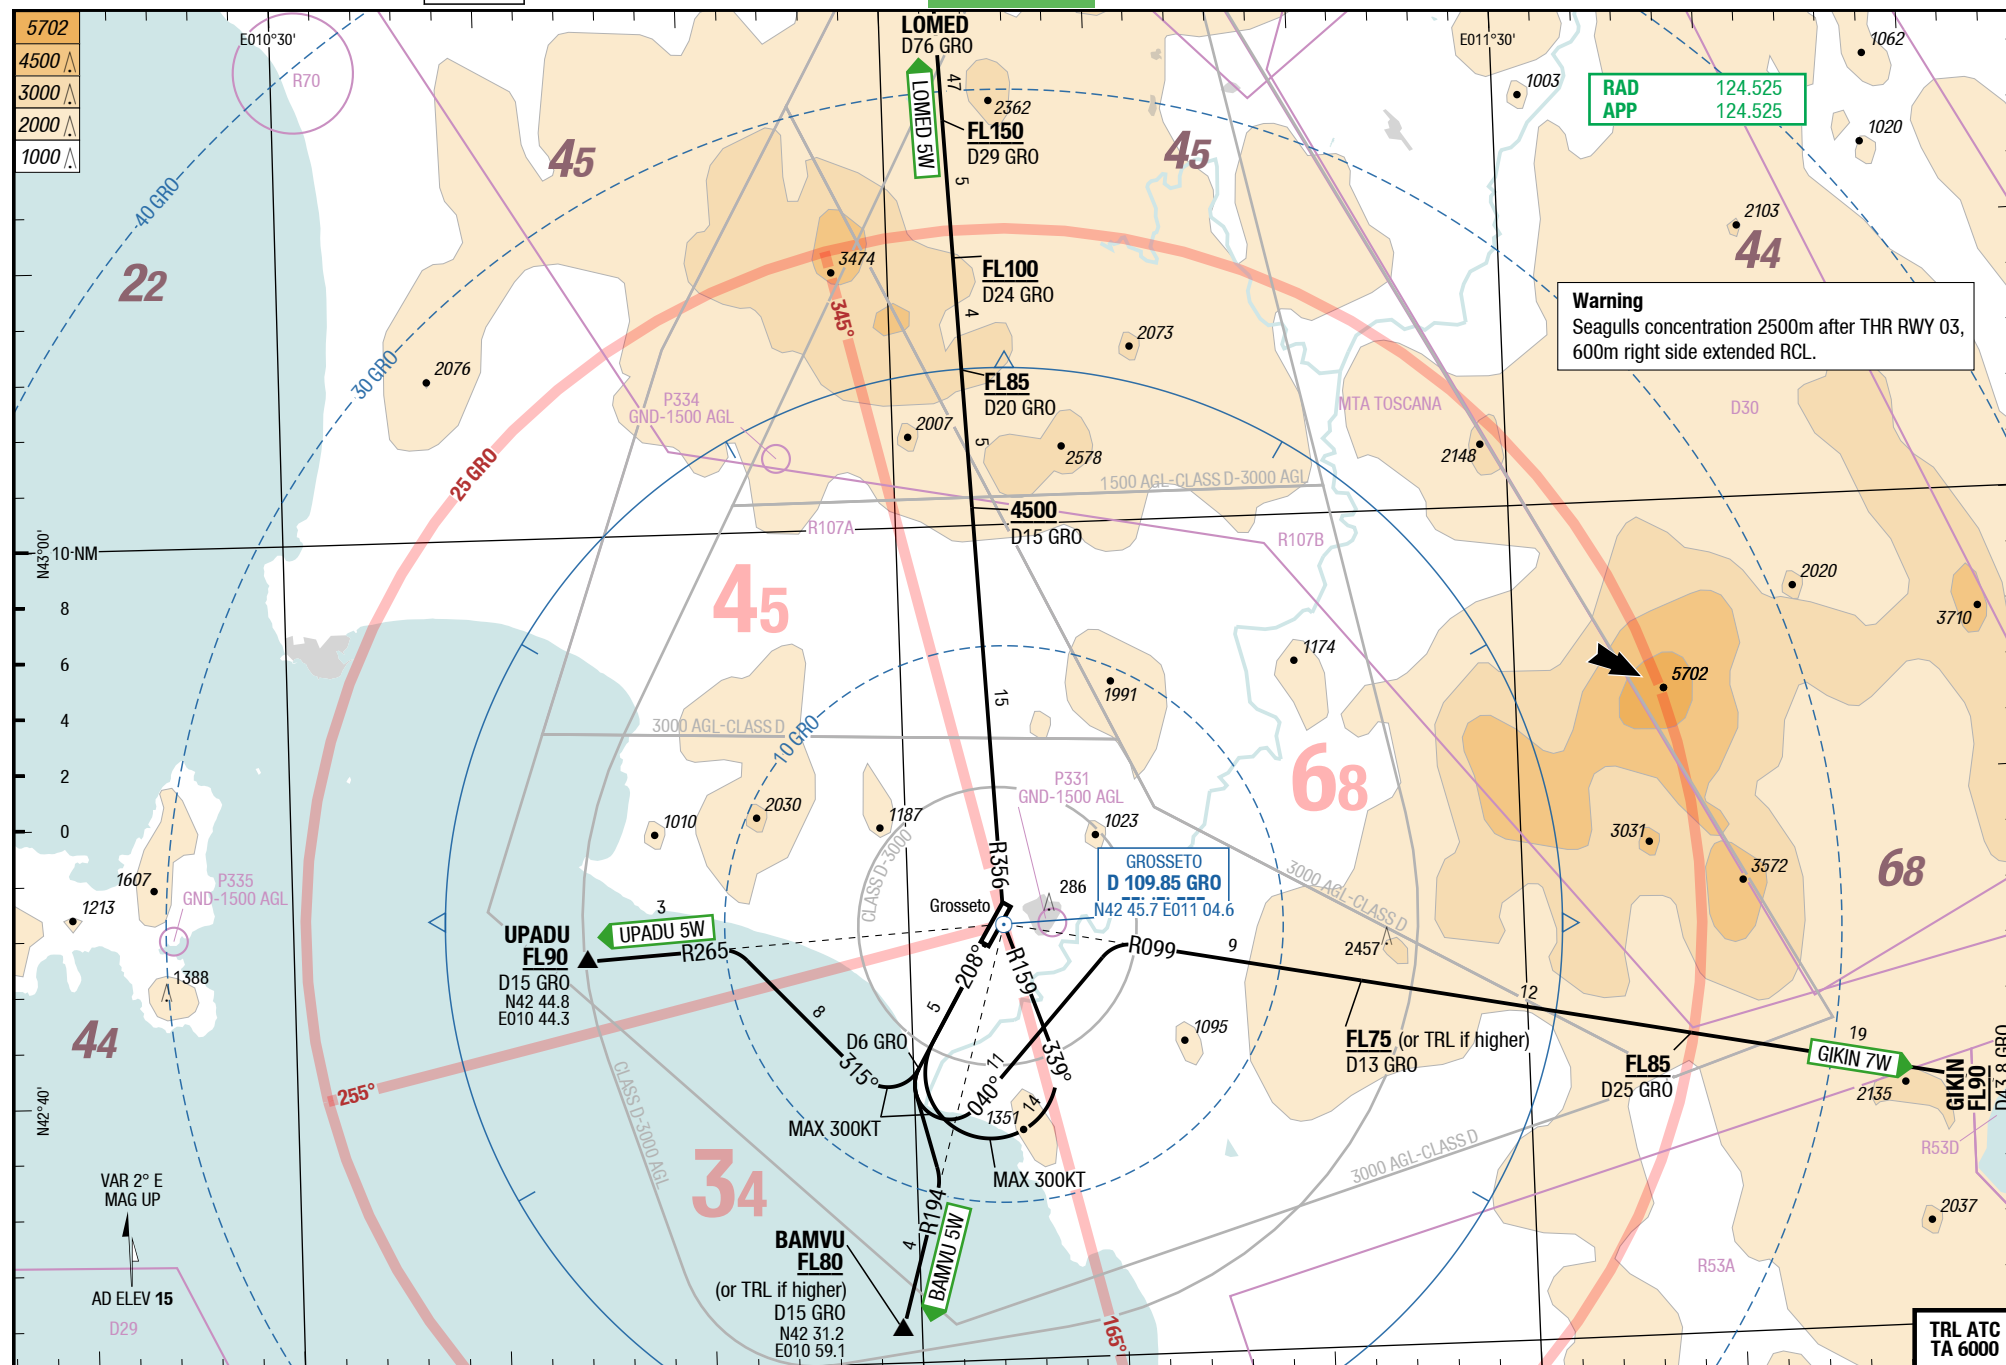 5702
4500
3000
2000
1000
E010°30'
R70
LOMED
D76 GRO
LOMED 5W
47
2362
FL150
D29 GRO
5
E011°30'
1003
1062
RAD 124.525
APP 124.525
1020
45
45
40 GRO
22
2103
44
3474
345°
FL100
D24 GRO
4
Warning
Seagulls concentration 2500m after THR RWY 03,
600m right side extended RCL.
2073
30 GRO
2076
FL85
D20 GRO
P334
GND-1500 AGL
MTA TOSCANA
D30
2007
5
2578
2148
25 GRO
1500 AGL-CLASS D-3000 AGL
4500
D15 GRO
R107A
R107B
N43°00'
10 NM
8
6
4
2
0
45
2020
3710
1174
5702
1991
15
3000 AGL-CLASS D
10 GRO
68
P331
GND-1500 AGL
1010
2030
1187
1023
3031
3572
68
CLASS D-3000
R356
GROSSETO
D 109.85 GRO
N42 45.7 E011 04.6
286
Grosseto
3000 AGL-CLASS D
1607
1213
P335
GND-1500 AGL
1388
3
UPADU 5W
UPADU
FL90
D15 GRO
N42 44.8
E010 44.3
R265
208°
R159
R099
9
2457
12
8
5
D6 GRO
315°
11
040°
339°
14
1351
1095
FL75 (or TRL if higher)
D13 GRO
FL85
D25 GRO
19
GIKIN 7W
2135
GIKIN
FL90
D43.8 GRO
44
255°
N42°40'
CLASS D-3000 AGL
MAX 300KT
MAX 300KT
3000 AGL-CLASS D
R53D
34
VAR 2° E
MAG UP
AD ELEV 15
D29
R194
4
BAMVU 5W
BAMVU
FL80
(or TRL if higher)
D15 GRO
N42 31.2
E010 59.1
165°
2037
R53A
TRL ATC
TA 6000